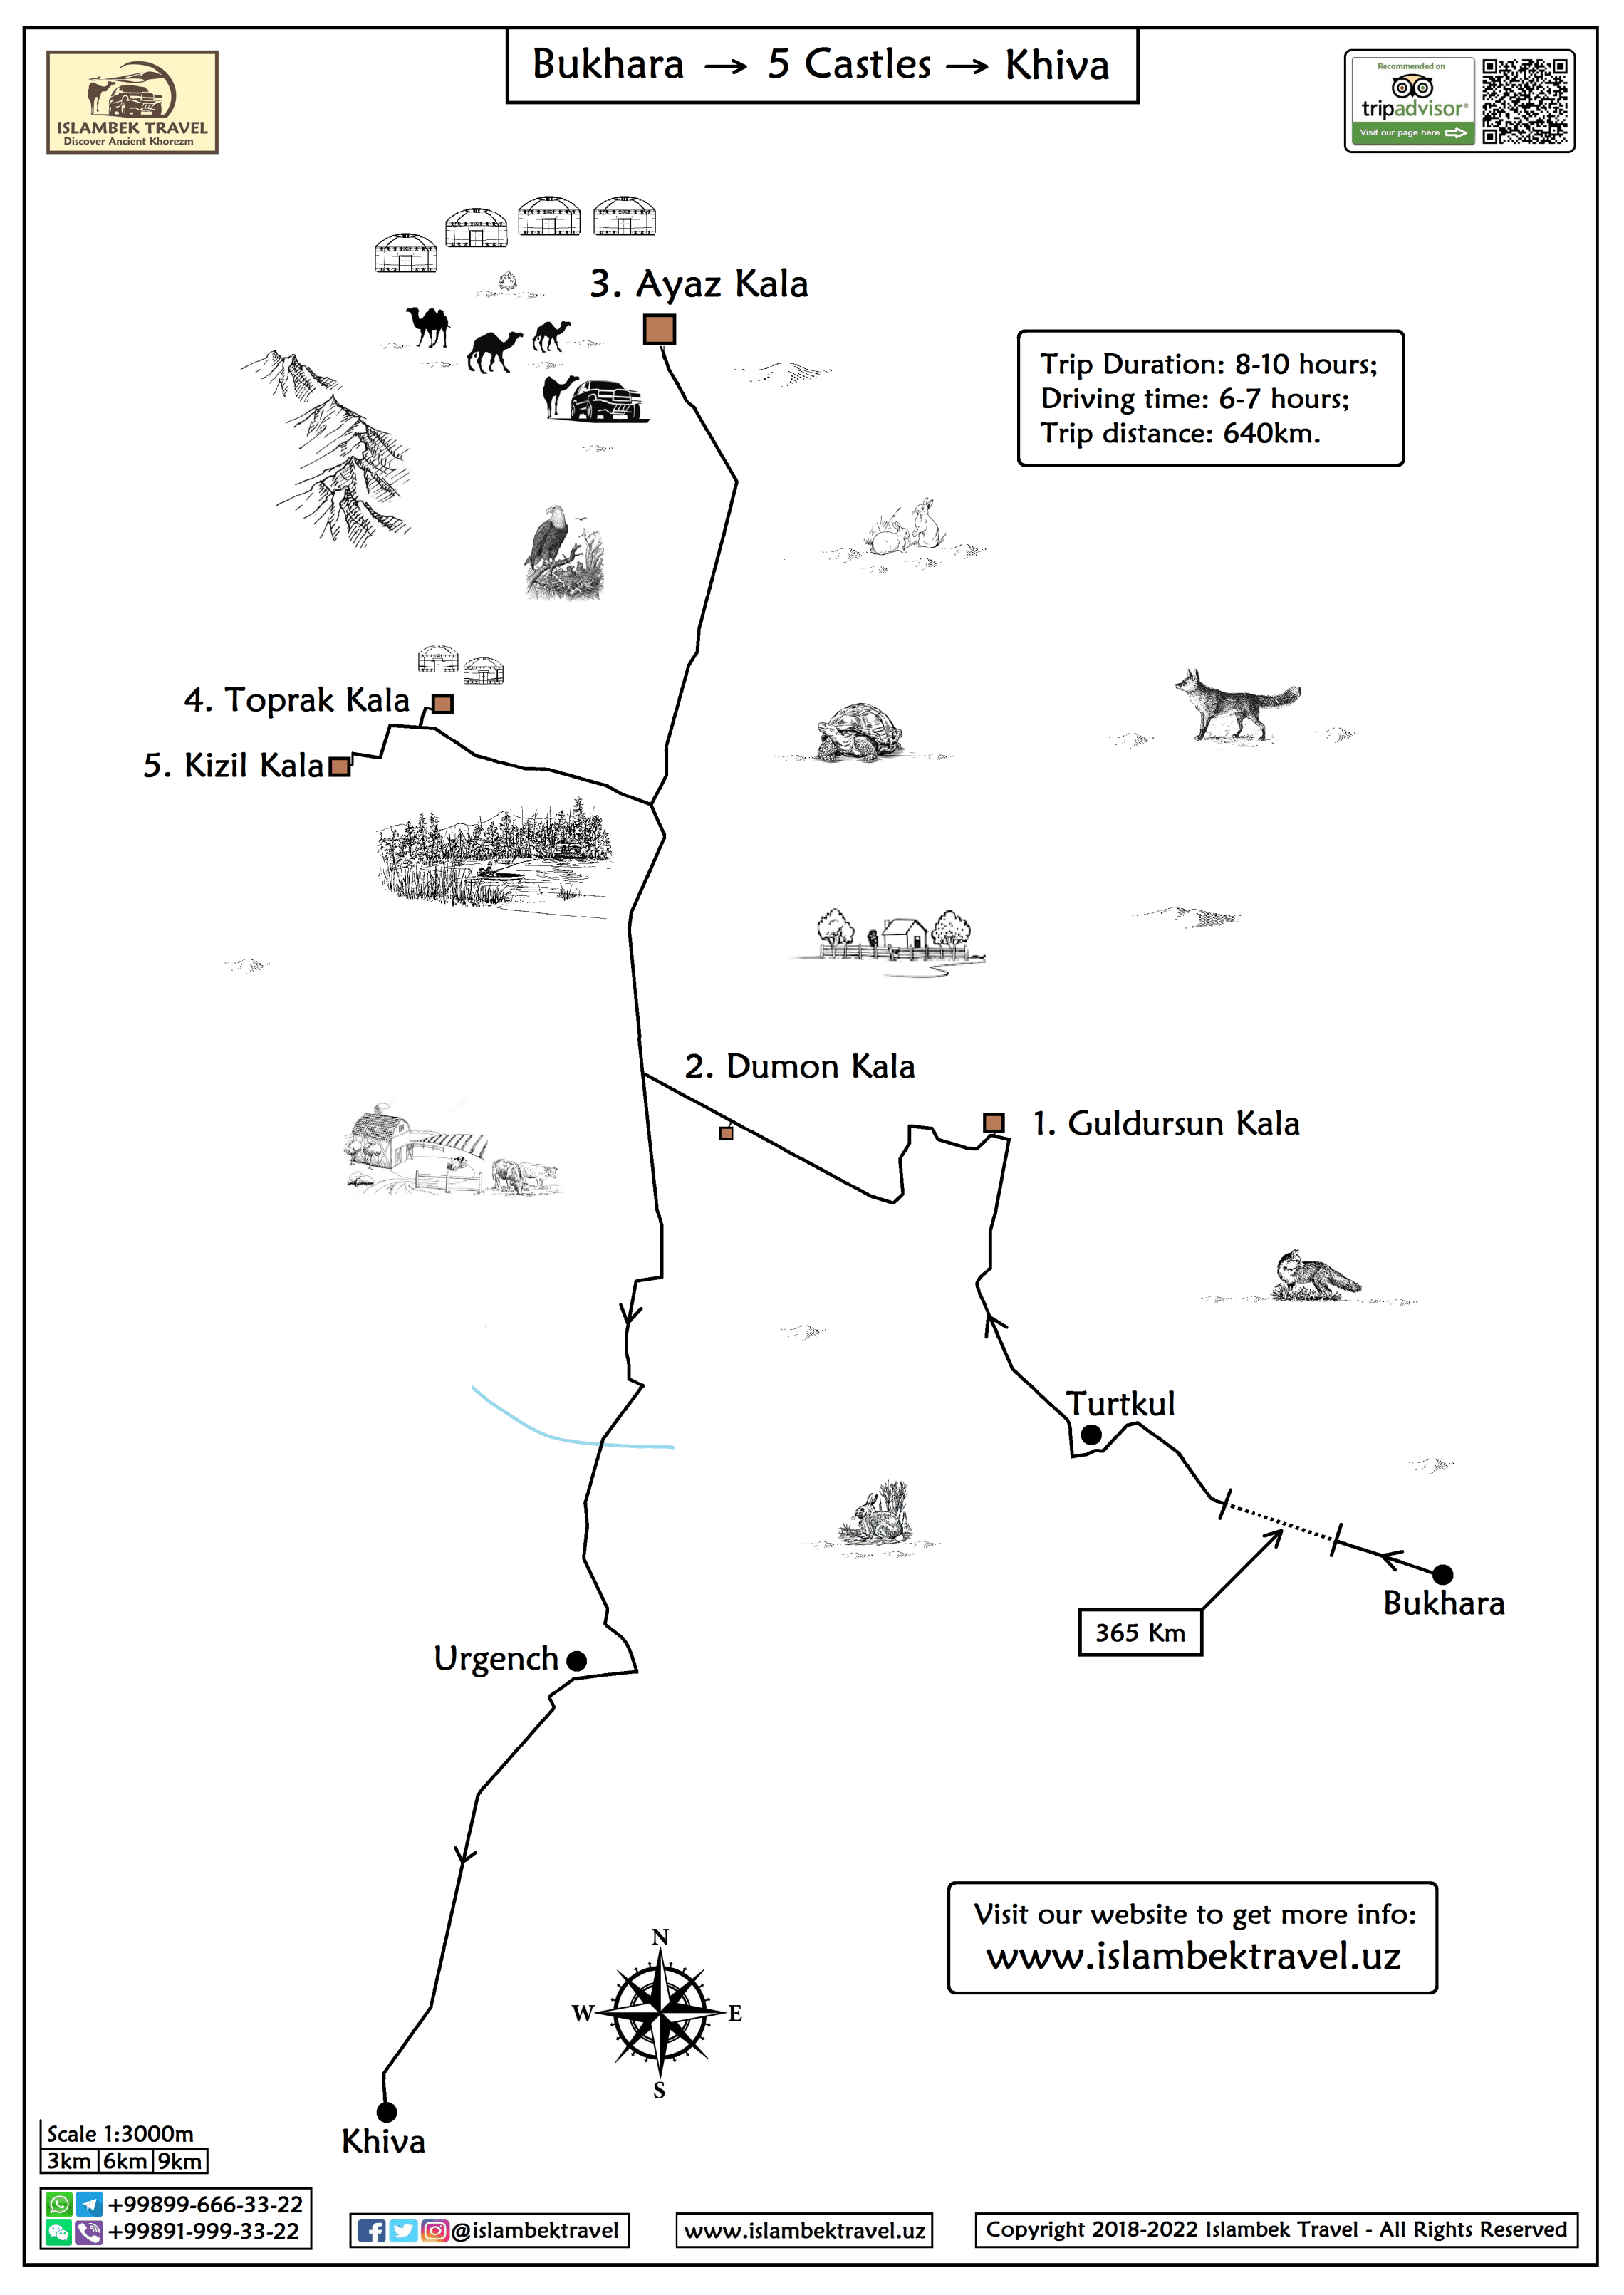 Bukhara → 5 Castles → Khiva
ISLAMBEK TRAVEL
Discover Ancient Khorezm
Recommended on
tripadvisor®
Visit our page here
3. Ayaz Kala
Trip Duration: 8-10 hours;
Driving time: 6-7 hours;
Trip distance: 640km.
4. Toprak Kala
5. Kizil Kala
2. Dumon Kala
1. Guldursun Kala
Turtkul
Bukhara
365 Km
Urgench
Visit our website to get more info:
www.islambektravel.uz
N
W
E
S
Khiva
Scale 1:3000m
3km 6km 9km
+99899-666-33-22
+99891-999-33-22
@islambektravel
www.islambektravel.uz
Copyright 2018-2022 Islambek Travel - All Rights Reserved